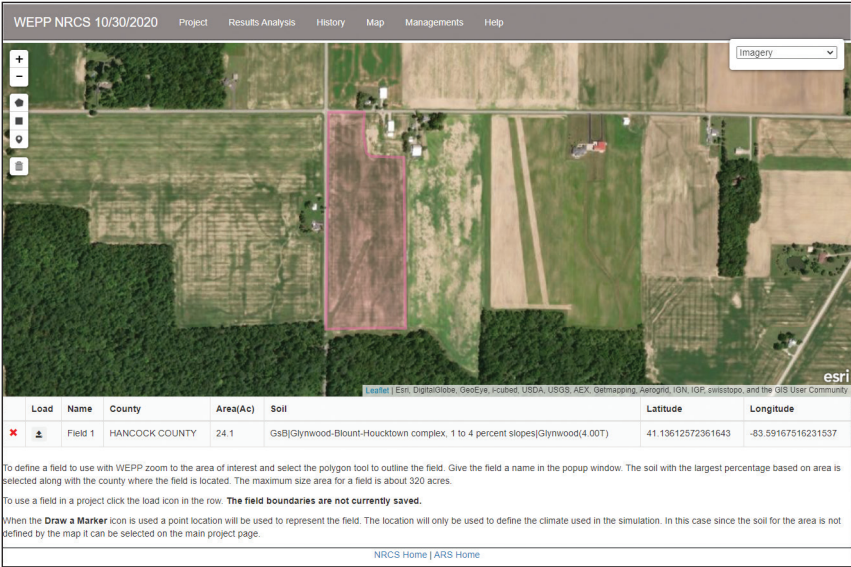 WEPP NRCS 10/30/2020 Project Results Analysis History Map Managements Help
Imagery
+
−
esri
Leaflet | Esri, DigitalGlobe, GeoEye, i-cubed, USDA, USGS, AEX, Getmapping, Aerogrid, IGN, IGP, swisstopo, and the GIS User Community
Load Name County Area(Ac) Soil Latitude Longitude
Field 1 HANCOCK COUNTY 24.1 GsB|Glynwood-Blount-Houcktown complex, 1 to 4 percent slopes|Glynwood(4.00T) 41.13612572361643 -83.59167516231537
To define a field to use with WEPP zoom to the area of interest and select the polygon tool to outline the field. Give the field a name in the popup window. The soil with the largest percentage based on area is
selected along with the county where the field is located. The maximum size area for a field is about 320 acres.
To use a field in a project click the load icon in the row. The field boundaries are not currently saved.
When the Draw a Marker icon is used a point location will be used to represent the field. The location will only be used to define the climate used in the simulation. In this case since the soil for the area is not
defined by the map it can be selected on the main project page.
NRCS Home | ARS Home